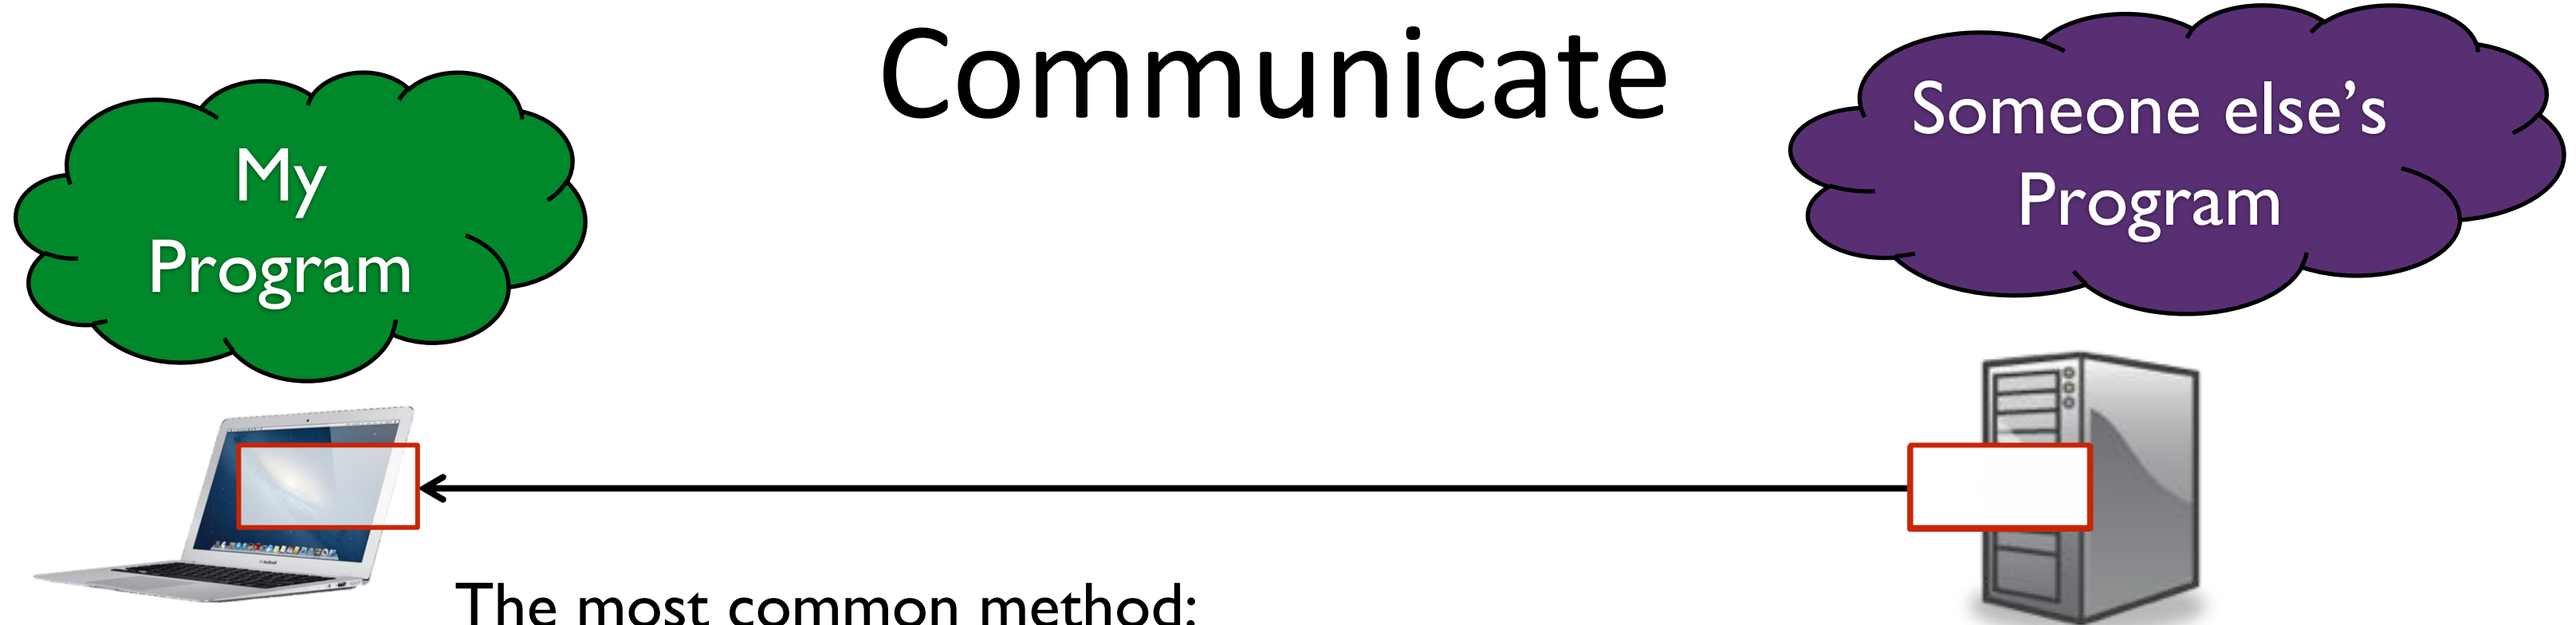 Communicate
My
Program
Someone else’s
Program
The most common method: